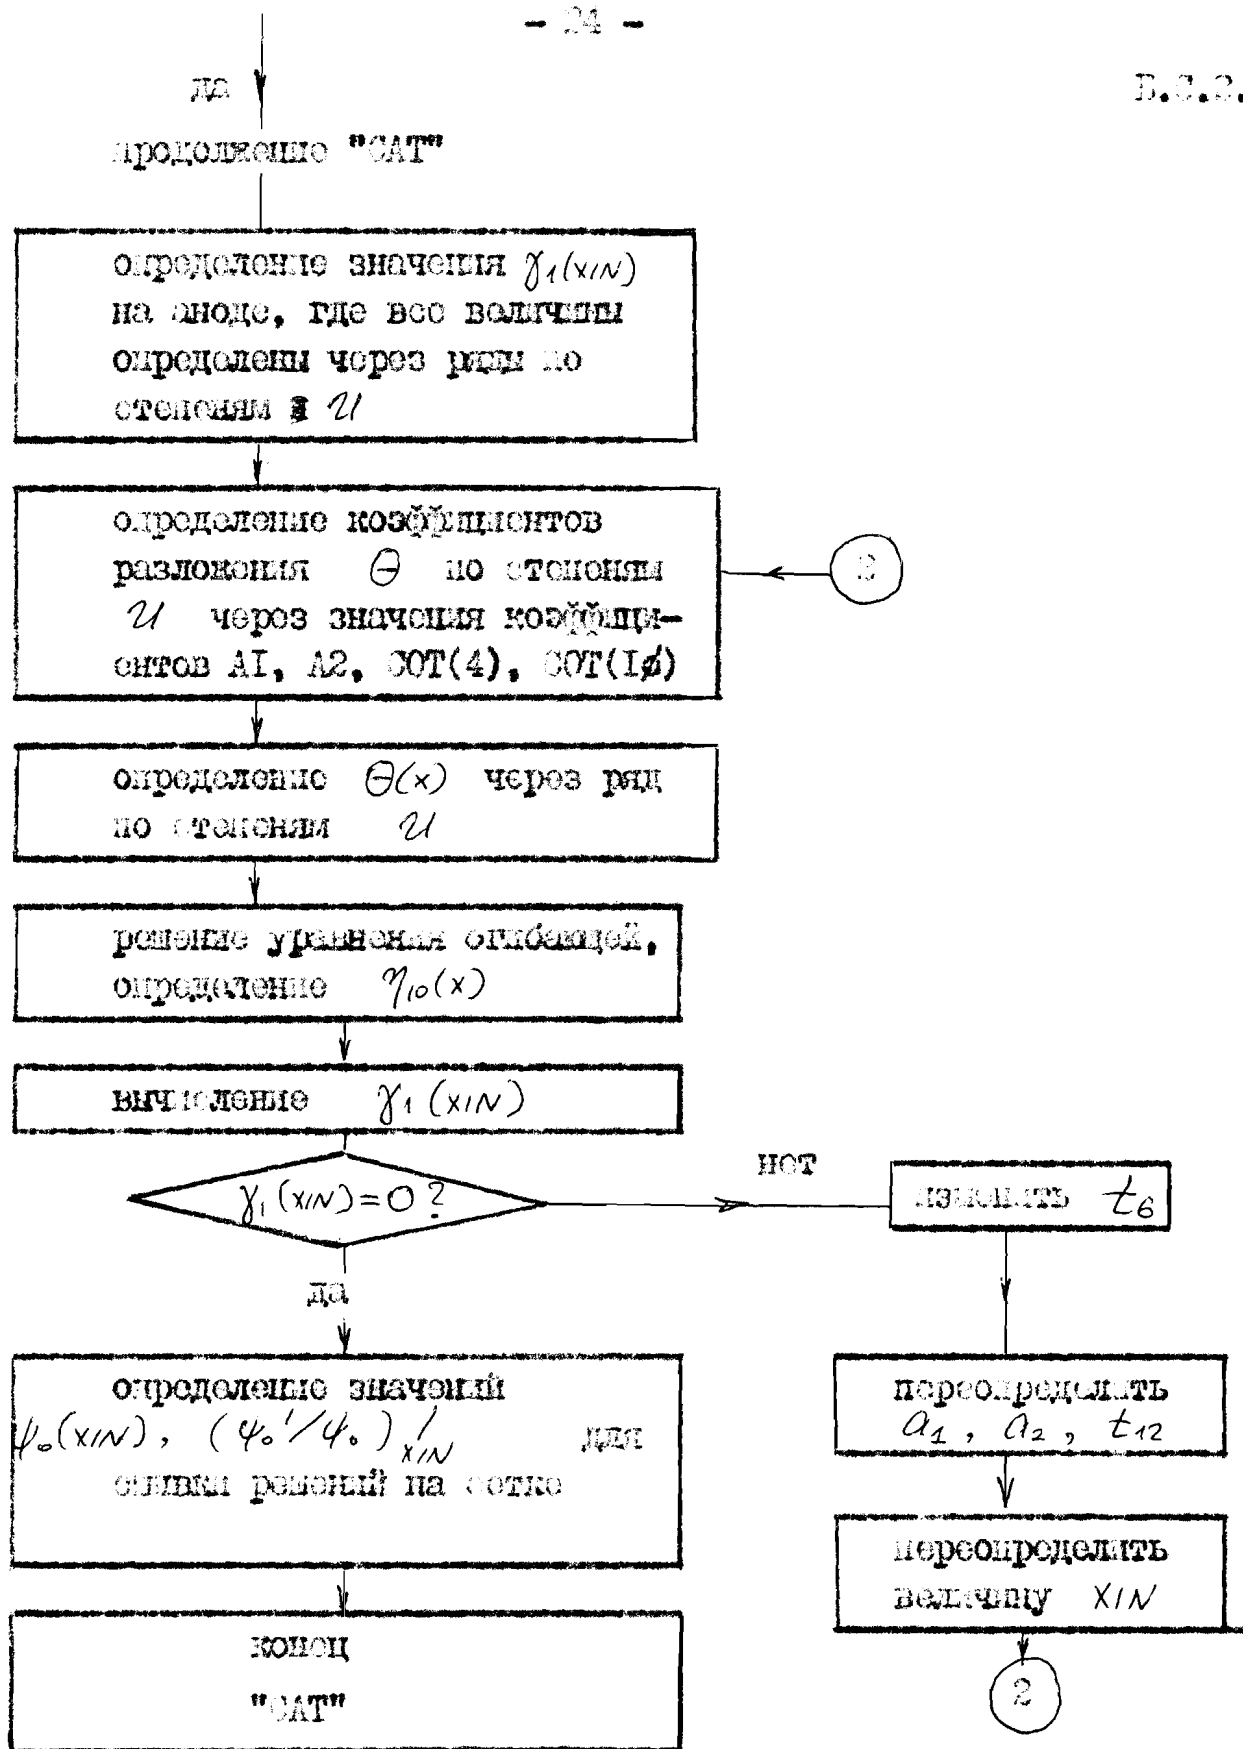 - 24 -
да
продолжение "САТ"
определение значения γ₁(XIN)
на аноде, где все величины
определены через ряды по
степеням u
определение коэффициентов
разложения Θ по степеням
u через значения коэффици-
ентов A1, A2, COT(4), COT(1Ø)
2
определение Θ(x) через ряд
по степеням u
решение уравнения огибающей,
определение η₁₀(x)
вычисление γ₁(XIN)
γ₁(XIN)=0?
нет
изменить t₆
да
определение значений
ψ₀(XIN), (ψ₀'/ψ₀)'XIN для
сшивки решений на сетке
переопределить
a₁, a₂, t₁₂
переопределить
величину XIN
2
конец
"САТ"